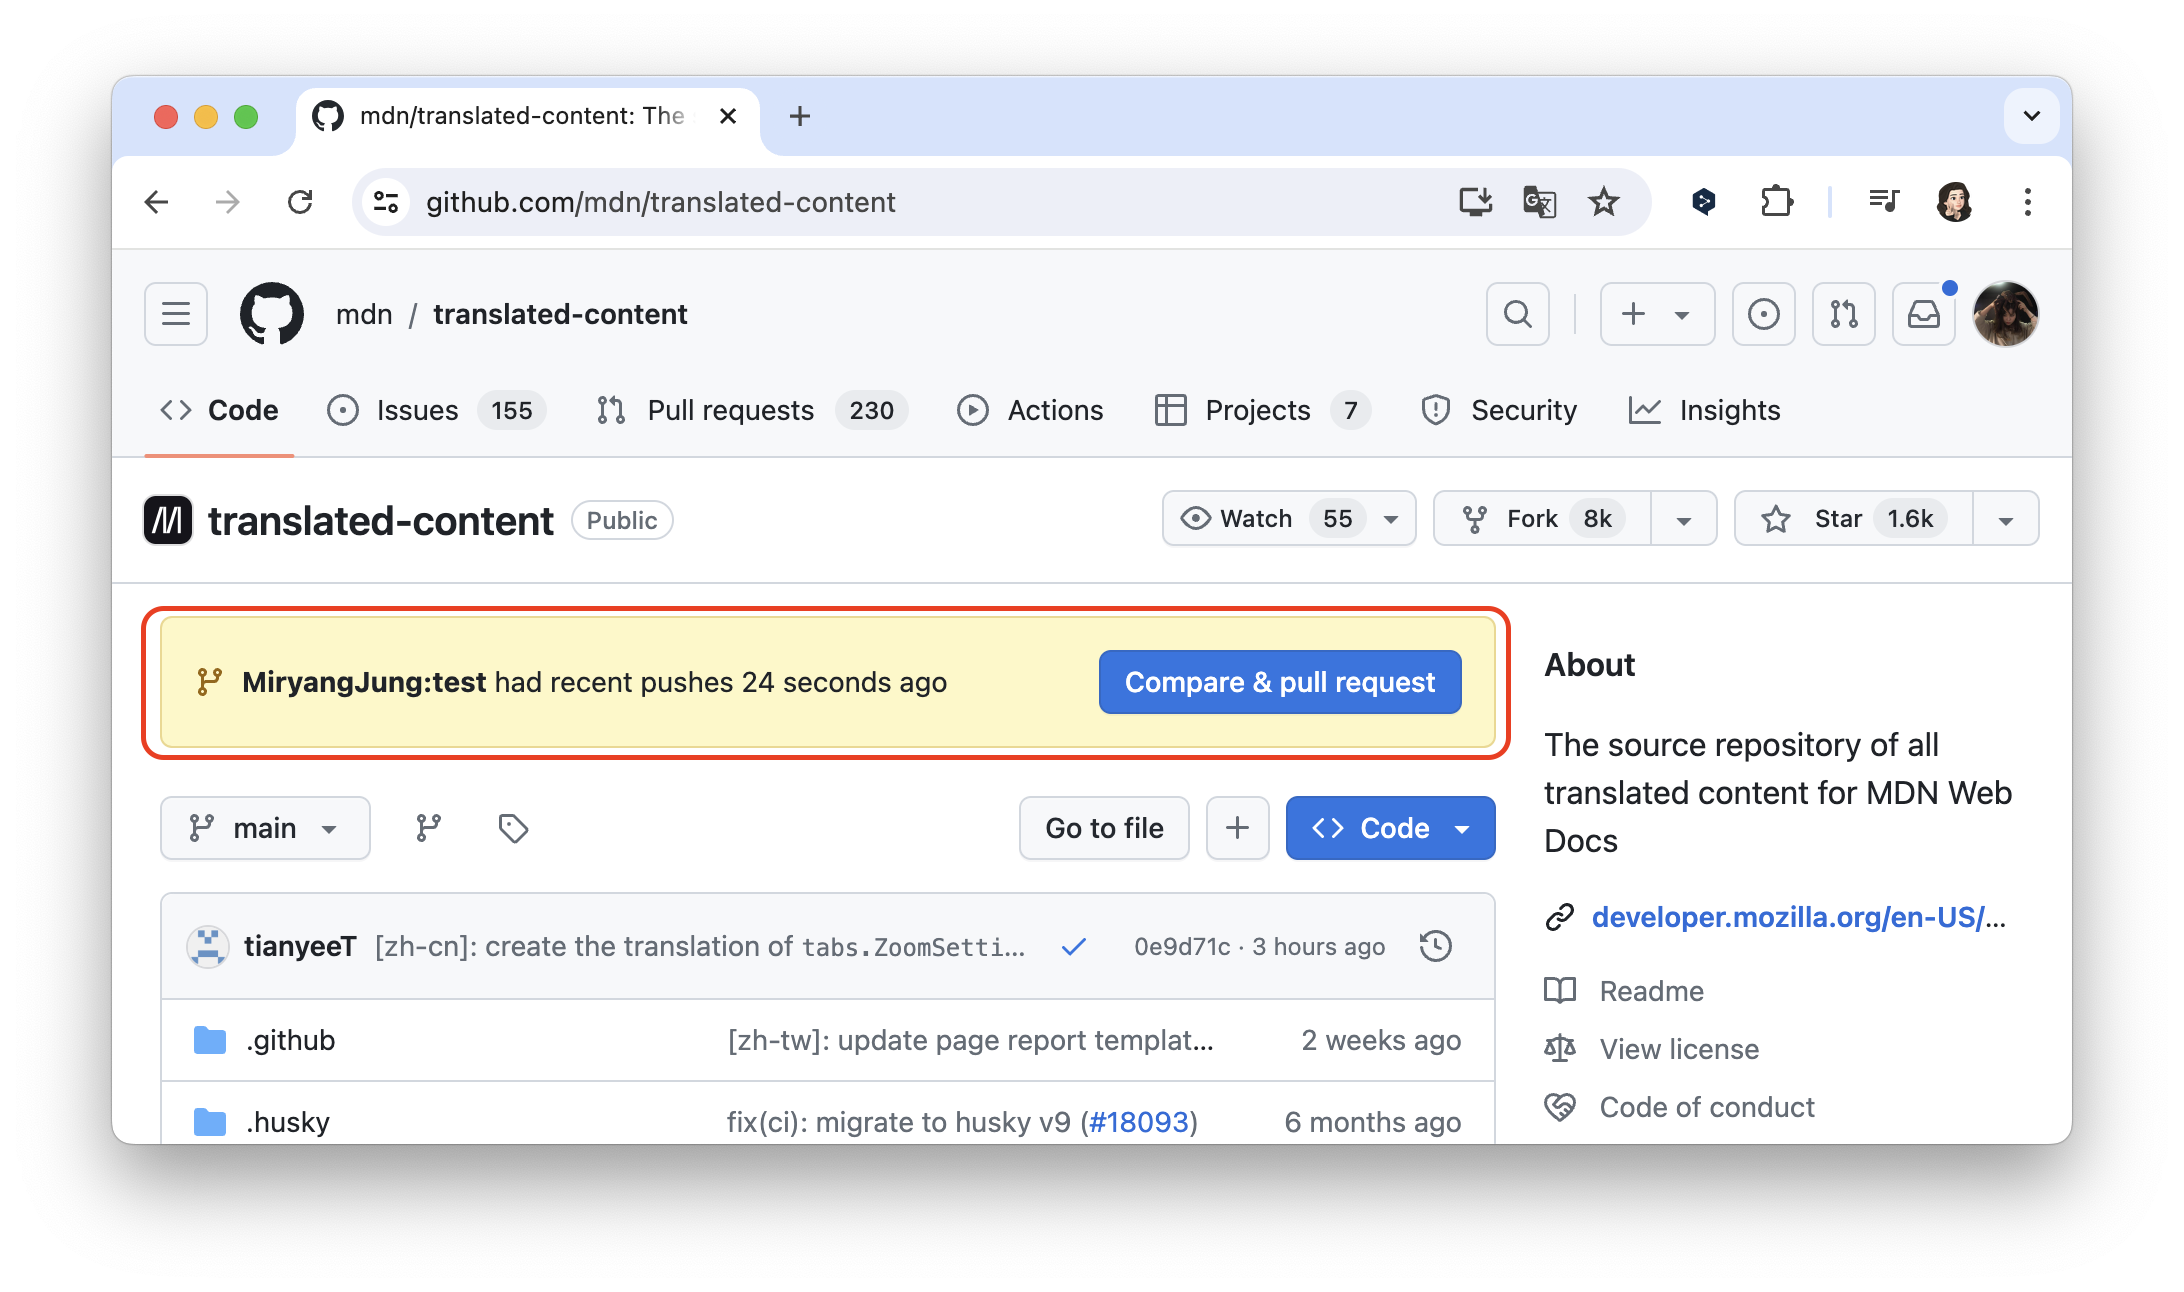 mdn/translated-content: The
github.com/mdn/translated-content
mdn / translated-content
Code Issues 155 Pull requests 230 Actions Projects 7 Security Insights
translated-content Public Watch 55 Fork 8k Star 1.6k
MiryangJung:test had recent pushes 24 seconds ago Compare & pull request
main Go to file Code
tianyeeT [zh-cn]: create the translation of tabs.ZoomSetti... 0e9d71c · 3 hours ago
.github [zh-tw]: update page report templat... 2 weeks ago
.husky fix(ci): migrate to husky v9 (#18093) 6 months ago
About
The source repository of all
translated content for MDN Web
Docs
developer.mozilla.org/en-US/...
Readme
View license
Code of conduct